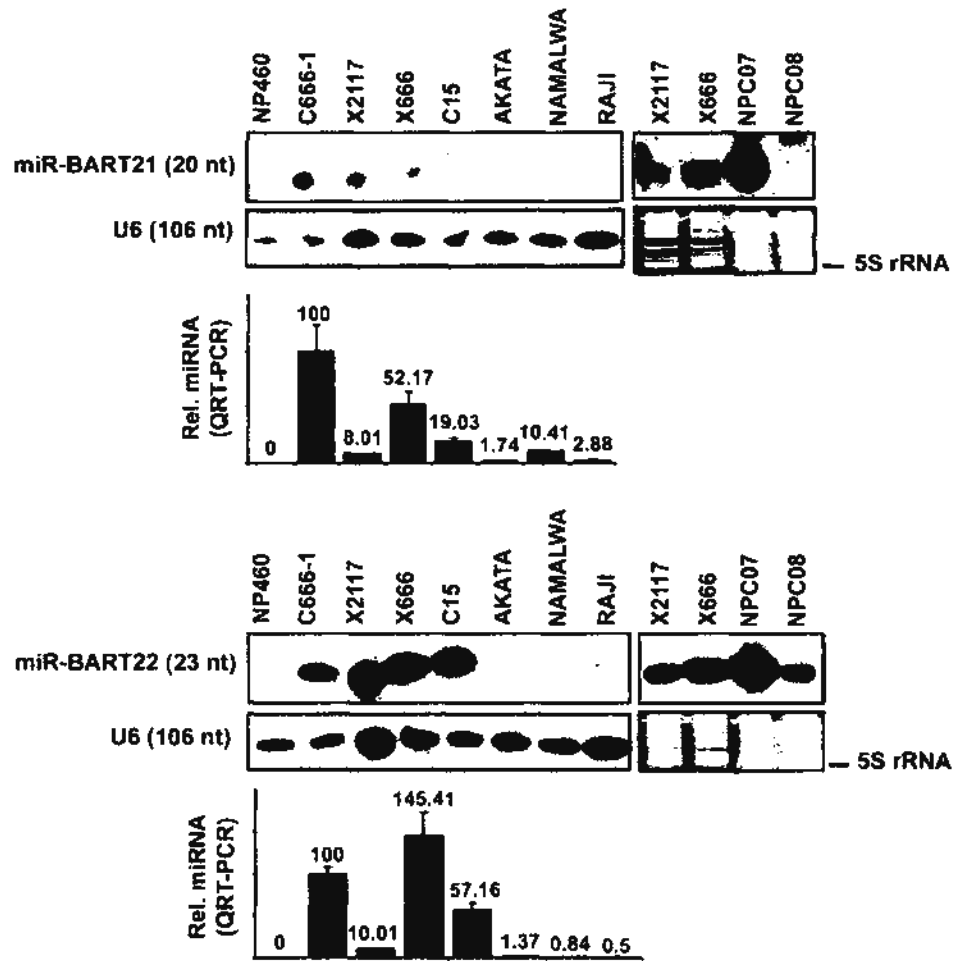 NP460 C666-1 X2117 X666 C15 AKATA NAMALWA RAJI X2117 X666 NPC07 NPC08
miR-BART21 (20 nt)
U6 (106 nt)
5S rRNA
Rel. miRNA
(QRT-PCR)
0 100 8.01 52.17 19.03 1.74 10.41 2.88
NP460 C666-1 X2117 X666 C15 AKATA NAMALWA RAJI X2117 X666 NPC07 NPC08
miR-BART22 (23 nt)
U6 (106 nt)
5S rRNA
Rel. miRNA
(QRT-PCR)
0 100 10.01 145.41 57.16 1.37 0.84 0.5